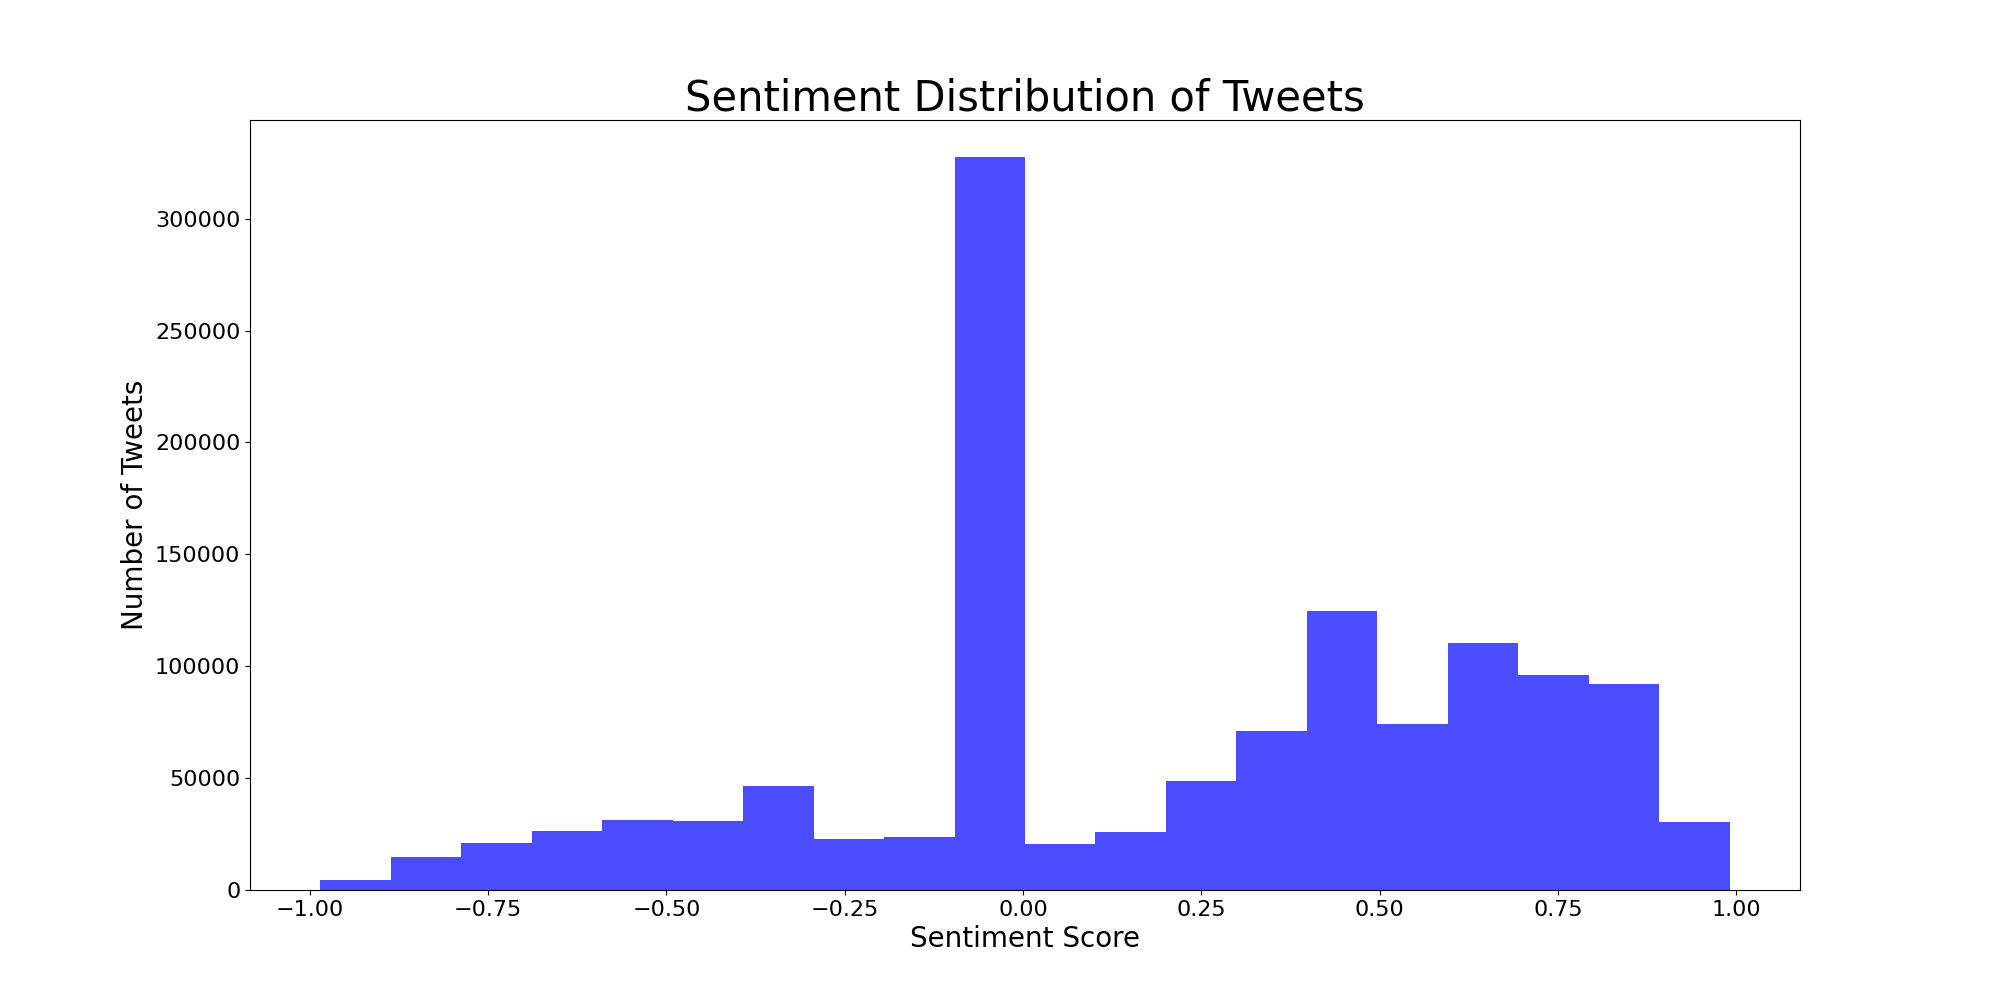 Sentiment Distribution of Tweets
Number of Tweets
300000
250000
200000
150000
100000
50000
0
−1.00 −0.75 −0.50 −0.25 0.00 0.25 0.50 0.75 1.00
Sentiment Score